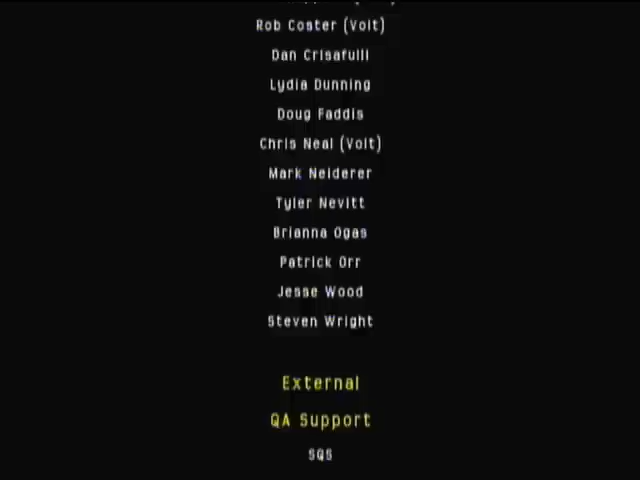 Rob Coster (Volt)
Dan Crisafulli
Lydia Dunning
Doug Faddis
Chris Neal (Volt)
Mark Neiderer
Tyler Nevitt
Brianna Ogas
Patrick Orr
Jesse Wood
Steven Wright
External
QA Support
SQS